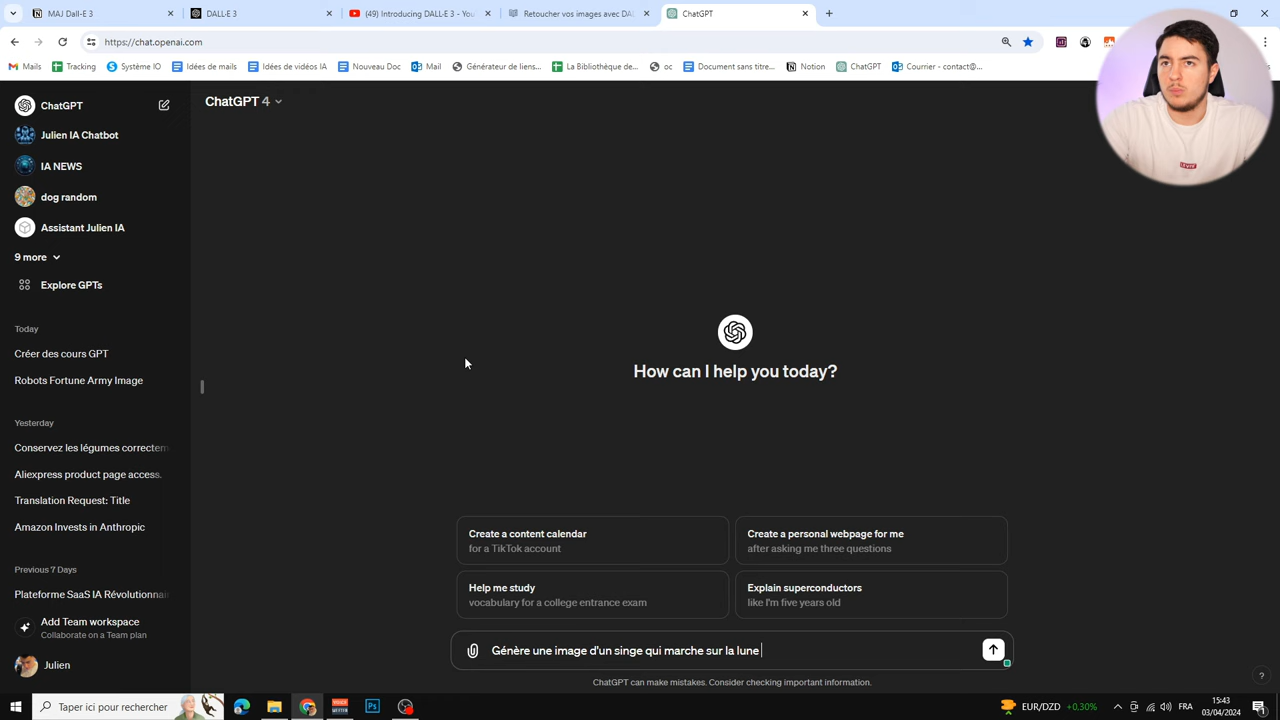 MAJ Dall-E 3
DALL·E 3
(49) Introducing DALL·E 3 - You
Retoucher vos images avec DAL
ChatGPT
https://chat.openai.com
Mails
Tracking
Système IO
Idées de mails
Idées de vidéos IA
Nouveau Doc
Mail
Générateur de liens...
La Bibliothèque de...
oc
Document sans titre...
Notion
ChatGPT
Courrier - contact@...
ChatGPT
ChatGPT 4
Julien IA Chatbot
IA NEWS
LEVI'S
dog random
Assistant Julien IA
9 more
Explore GPTs
Today
Créer des cours GPT
Robots Fortune Army Image
How can I help you today?
Yesterday
Conservez les légumes correctem
Aliexpress product page access.
Translation Request: Title
Amazon Invests in Anthropic
Previous 7 Days
Plateforme SaaS IA Révolutionnai
Create a content calendar
for a TikTok account
Create a personal webpage for me
after asking me three questions
Help me study
vocabulary for a college entrance exam
Explain superconductors
like I'm five years old
Add Team workspace
Collaborate on a Team plan
Génère une image d'un singe qui marche sur la lune
Julien
ChatGPT can make mistakes. Consider checking important information.
?
Taper ici pour rechercher
Ps
EUR/DZD +0,30%
FRA
15:43
03/04/2024